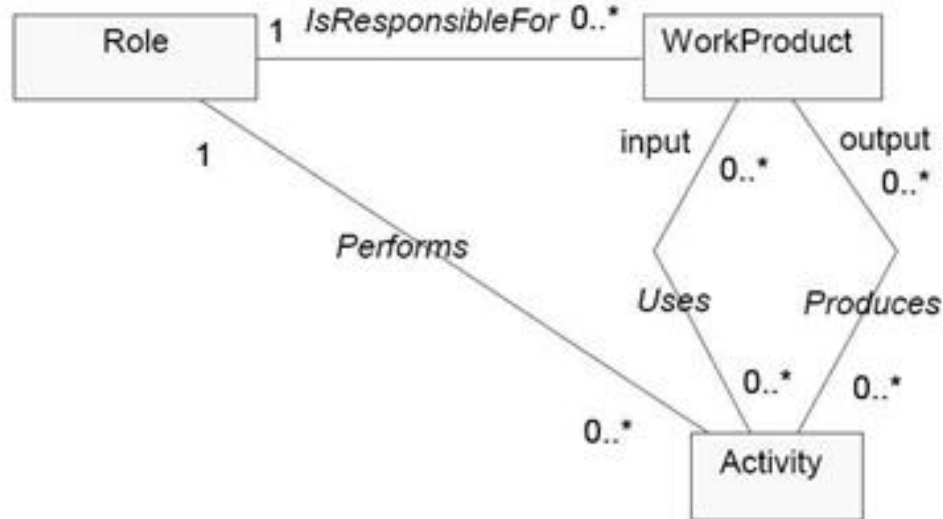 Role
1
IsResponsibleFor
0..*
WorkProduct
1
input
0..*
output
0..*
Performs
Uses
Produces
0..*
0..*
0..*
Activity